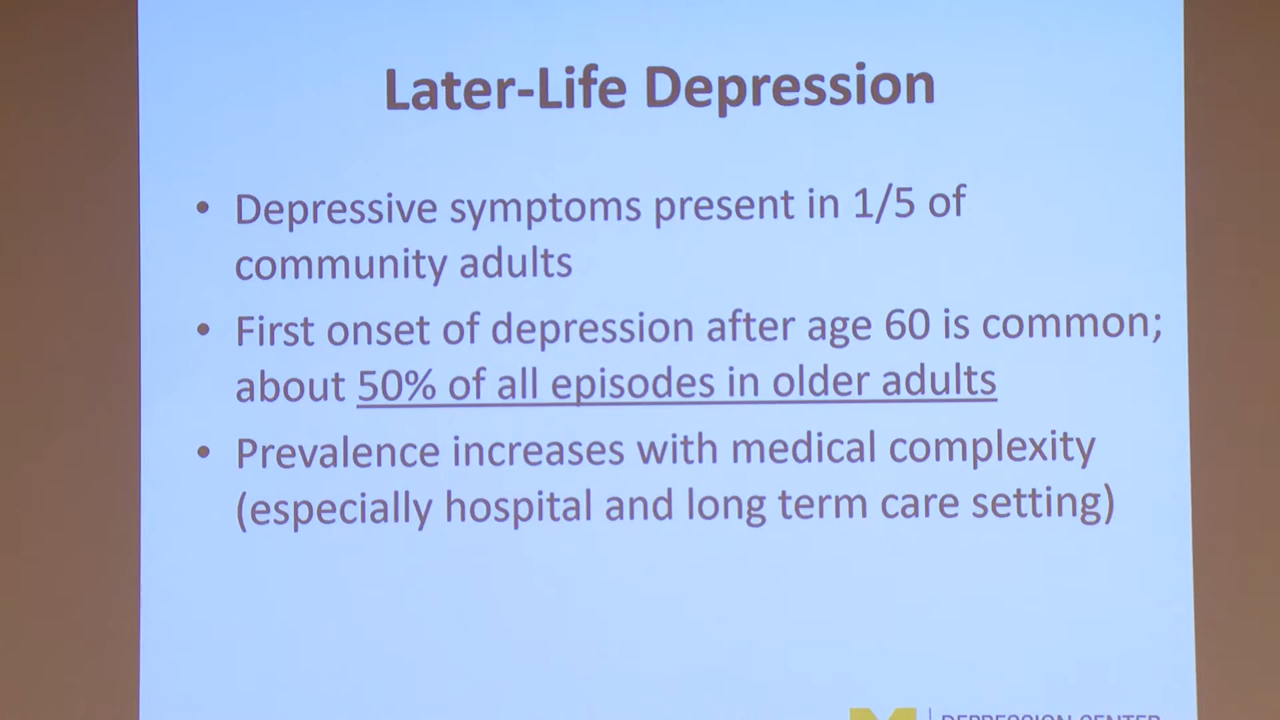 Later-Life Depression
• Depressive symptoms present in 1/5 of
community adults
• First onset of depression after age 60 is common;
about 50% of all episodes in older adults
• Prevalence increases with medical complexity
(especially hospital and long term care setting)
M DEPRESSION CENTER